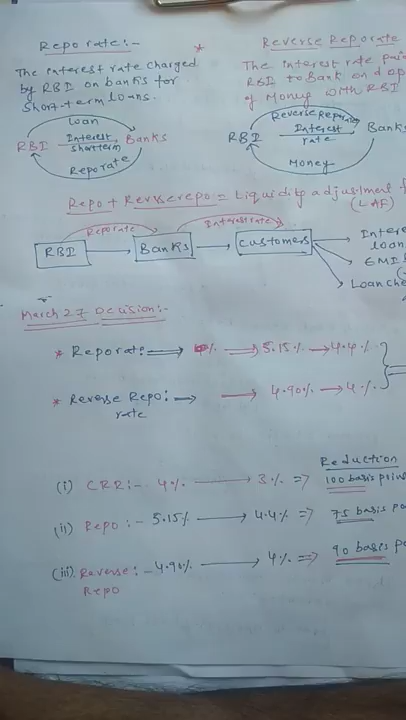 Repo rate:-
The interest rate charged
by RBI on banks for
short-term loans.
Loan
RBI Interest Banks
short term
Repo rate
* Reverse Repo rate
The interest rate
RBI to Bank on
of Money with RBI
Reverse Repo rate
RBI Interest Banks
rate
Money
Repo + Reverse repo = Liquidity adjustment
(LAF)
Repo rate Interest rate
RBI Banks customers
loan
EMI
Loan
March 27 Decision:-
* Repo rate: 5.15% 4.4%
* Reverse Repo: 4.90% 4%
rate
Reduction
(i) CRR:- 4% 3% => 100 basis
(ii) Repo:- 5.15% 4.4% => 75 basis
(iii) Reverse:- 4.90% 4% => 90 basis
Repo